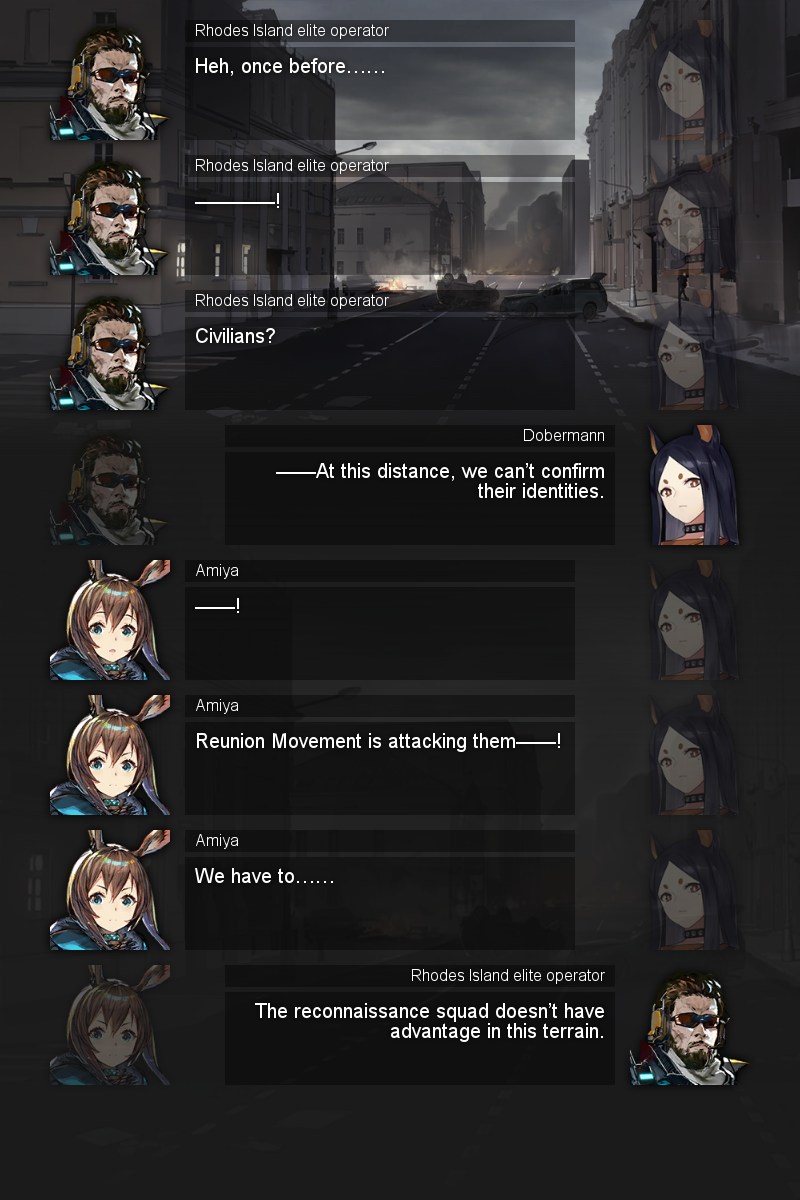 Rhodes Island elite operator
Heh, once before……
Rhodes Island elite operator
————!
Rhodes Island elite operator
Civilians?
Dobermann
——At this distance, we can't confirm
their identities.
Amiya
——!
Amiya
Reunion Movement is attacking them——!
Amiya
We have to……
Rhodes Island elite operator
The reconnaissance squad doesn't have
advantage in this terrain.